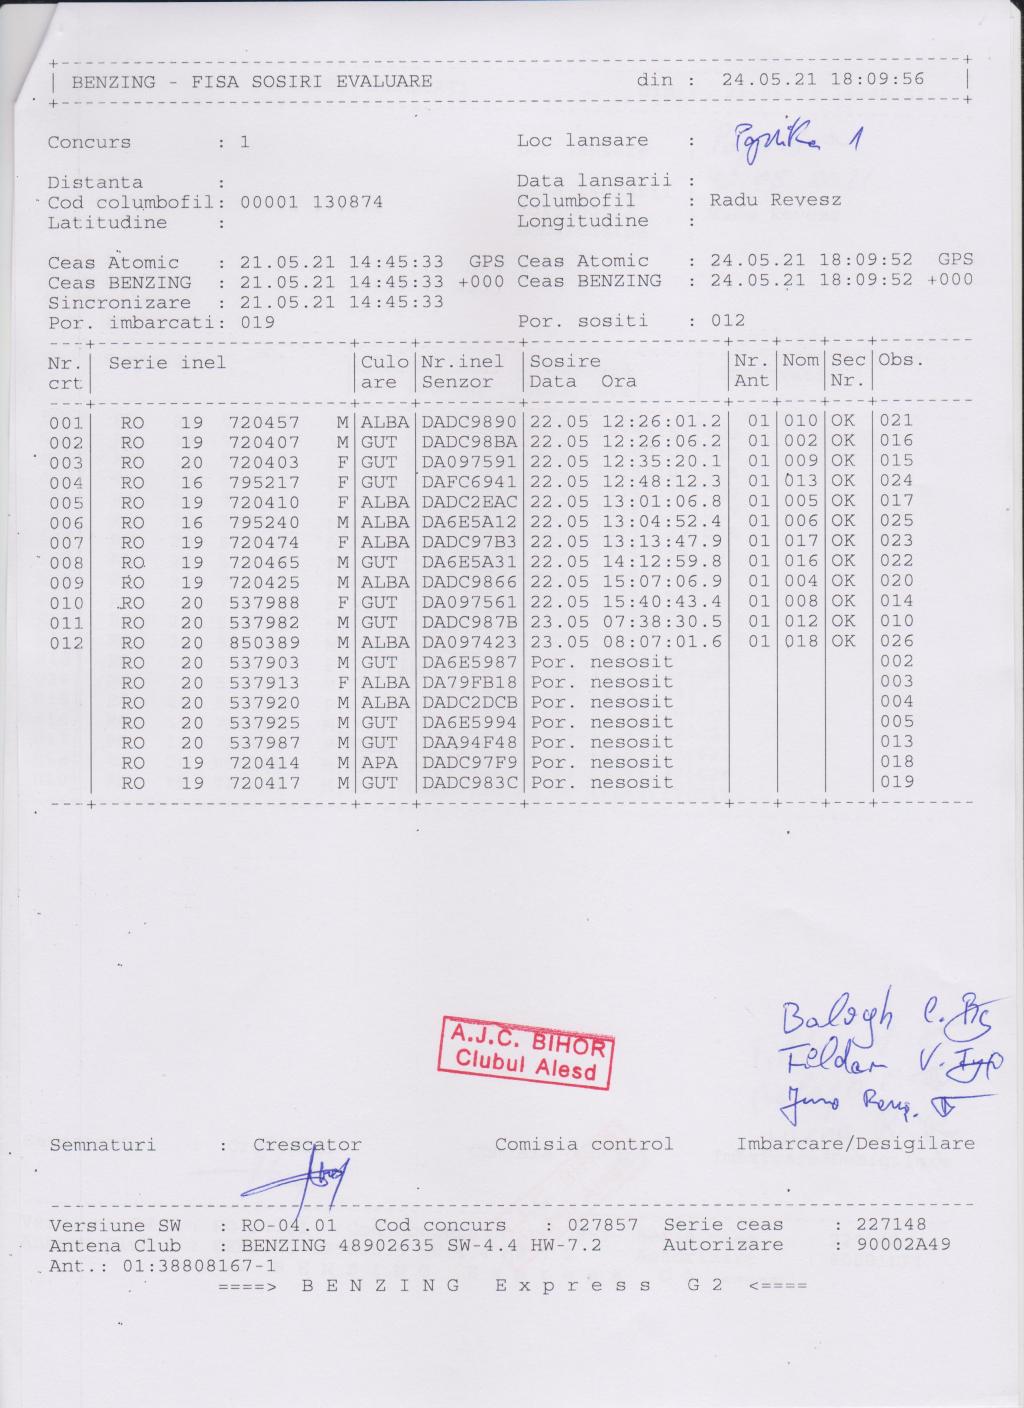 BENZING - FISA SOSIRI EVALUARE din : 24.05.21 18:09:56
Concurs : 1 Loc lansare : 1
Distanta : Data lansarii :
Cod columbofil: 00001 130874 Columbofil : Radu Revesz
Latitudine : Longitudine :
Ceas Atomic : 21.05.21 14:45:33 GPS Ceas Atomic : 24.05.21 18:09:52 GPS
Ceas BENZING : 21.05.21 14:45:33 +000 Ceas BENZING : 24.05.21 18:09:52 +000
Sincronizare : 21.05.21 14:45:33
Por. imbarcati: 019 Por. sositi : 012
Nr. Serie inel Culo Nr.inel Sosire Nr. Nom Sec Obs.
crt are Senzor Data Ora Ant Nr.
001 RO 19 720457 M ALBA DADC9890 22.05 12:26:01.2 01 010 OK 021
002 RO 19 720407 M GUT DADC98BA 22.05 12:26:06.2 01 002 OK 016
003 RO 20 720403 F GUT DA097591 22.05 12:35:20.1 01 009 OK 015
004 RO 16 795217 F GUT DAFC6941 22.05 12:48:12.3 01 013 OK 024
005 RO 19 720410 F ALBA DADC2EAC 22.05 13:01:06.8 01 005 OK 017
006 RO 16 795240 M ALBA DA6E5A12 22.05 13:04:52.4 01 006 OK 025
007 RO 19 720474 F ALBA DADC97B3 22.05 13:13:47.9 01 017 OK 023
008 RO 19 720465 M GUT DA6E5A31 22.05 14:12:59.8 01 016 OK 022
009 RO 19 720425 M ALBA DADC9866 22.05 15:07:06.9 01 004 OK 020
010 RO 20 537988 F GUT DA097561 22.05 15:40:43.4 01 008 OK 014
011 RO 20 537982 M GUT DADC987B 23.05 07:38:30.5 01 012 OK 010
012 RO 20 850389 M ALBA DA097423 23.05 08:07:01.6 01 018 OK 026
RO 20 537903 M GUT DA6E5987 Por. nesosit 002
RO 20 537913 F ALBA DA79FB18 Por. nesosit 003
RO 20 537920 M ALBA DADC2DCB Por. nesosit 004
RO 20 537925 M GUT DA6E5994 Por. nesosit 005
RO 20 537987 M GUT DAA94F48 Por. nesosit 013
RO 19 720414 M APA DADC97F9 Por. nesosit 018
RO 19 720417 M GUT DADC983C Por. nesosit 019
Balogh C.
A.J.C. BIHOR
Clubul Alesd
V.
Semnaturi : Crescator Comisia control Imbarcare/Desigilare
Versiune SW : RO-04.01 Cod concurs : 027857 Serie ceas : 227148
Antena Club : BENZING 48902635 SW-4.4 HW-7.2 Autorizare : 90002A49
Ant.: 01:38808167-1
====> B E N Z I N G E x p r e s s G 2 <====